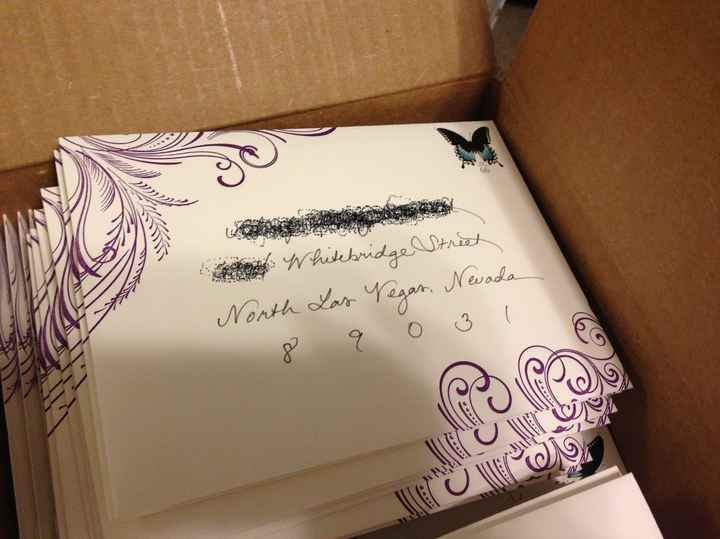 Whitebridge Street
North Las Vegas, Nevada
8 9 0 3 1